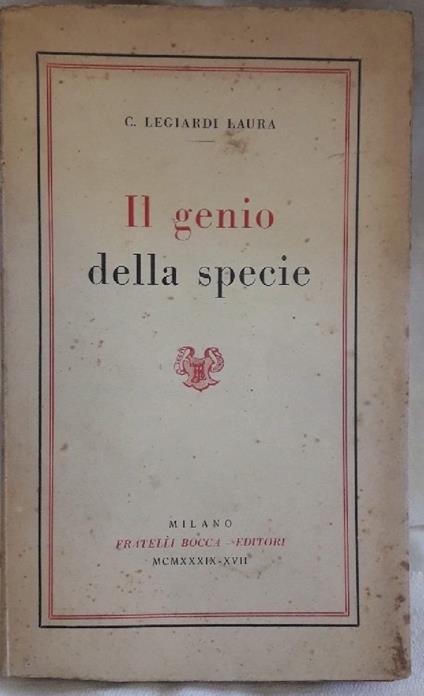 C. LEGIARDI LAURA
Il genio
della specie
MILANO
FRATELLI BOCCA - EDITORI
MCMXXXIX-XVII